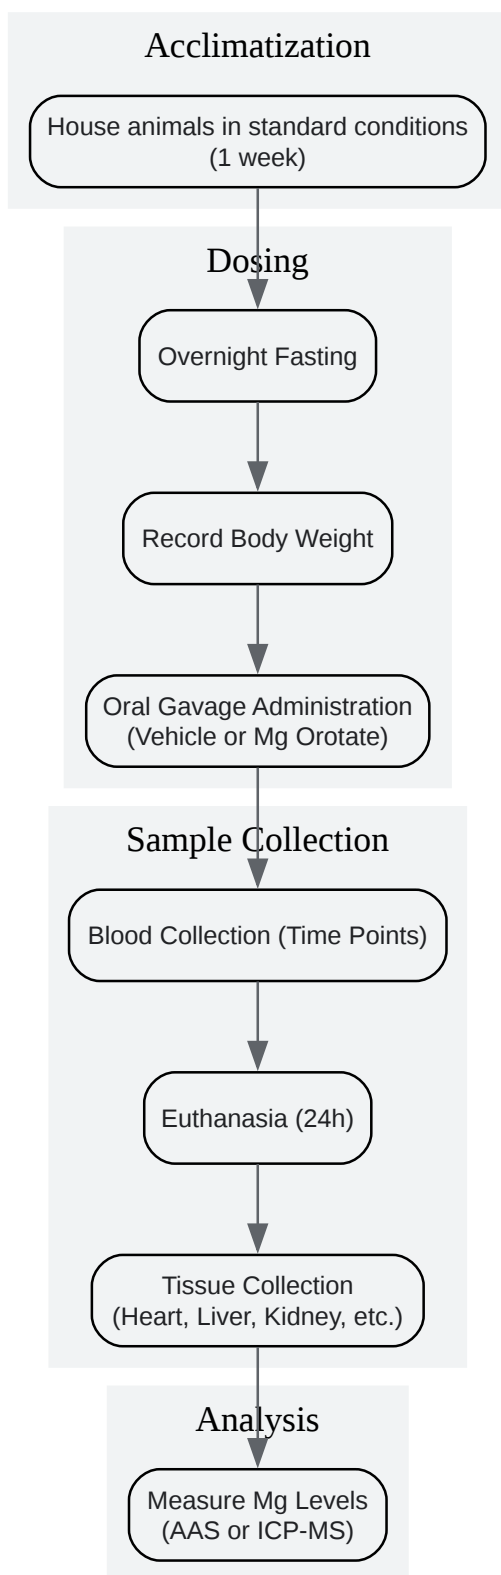 Acclimatization
House animals in standard conditions
(1 week)
Dosing
Overnight Fasting
Record Body Weight
Oral Gavage Administration
(Vehicle or Mg Orotate)
Sample Collection
Blood Collection (Time Points)
Euthanasia (24h)
Tissue Collection
(Heart, Liver, Kidney, etc.)
Analysis
Measure Mg Levels
(AAS or ICP-MS)